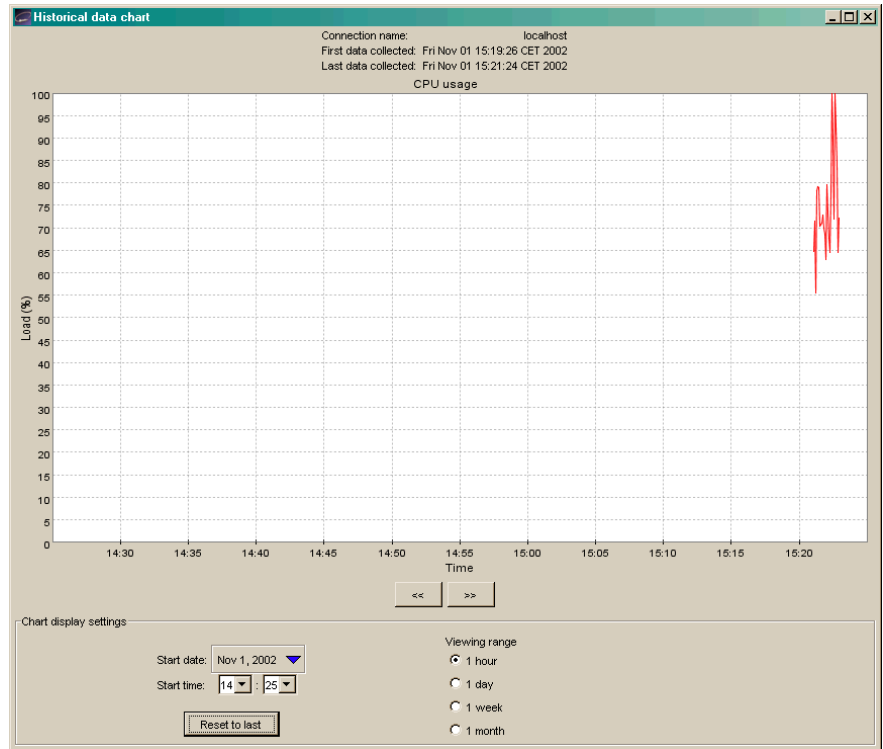 Historical data chart
Connection name: localhost
First data collected: Fri Nov 01 15:19:26 CET 2002
Last data collected: Fri Nov 01 15:21:24 CET 2002
CPU usage
100
95
90
85
80
75
70
65
60
55
50
45
40
35
30
25
20
15
10
5
0
Load (%)
14:30 14:35 14:40 14:45 14:50 14:55 15:00 15:05 15:10 15:15 15:20
Time
<< >>
Chart display settings
Start date: Nov 1, 2002
Start time: 14 : 25
Reset to last
Viewing range
1 hour
1 day
1 week
1 month